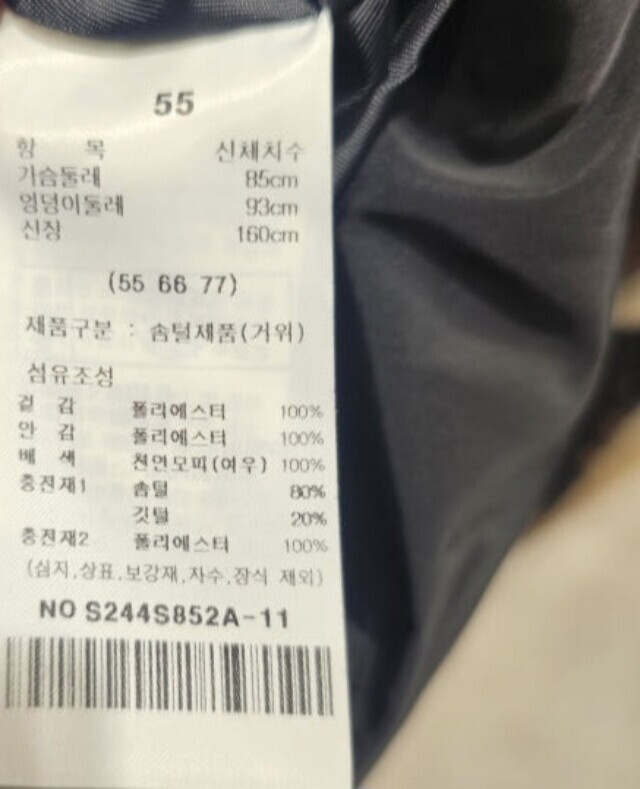 55
항 목 신체치수
가슴둘레 85cm
엉덩이둘레 93cm
신장 160cm
(55 66 77)
제품구분 : 솜털제품(거위)
섬유조성
겉 감 폴리에스터 100%
안 감 폴리에스터 100%
배 색 천연모피(여우) 100%
충전재1 솜털 80%
깃털 20%
충전재2 폴리에스터 100%
(심지,상표,보강재,자수,장식 제외)
NO S244S852A-11